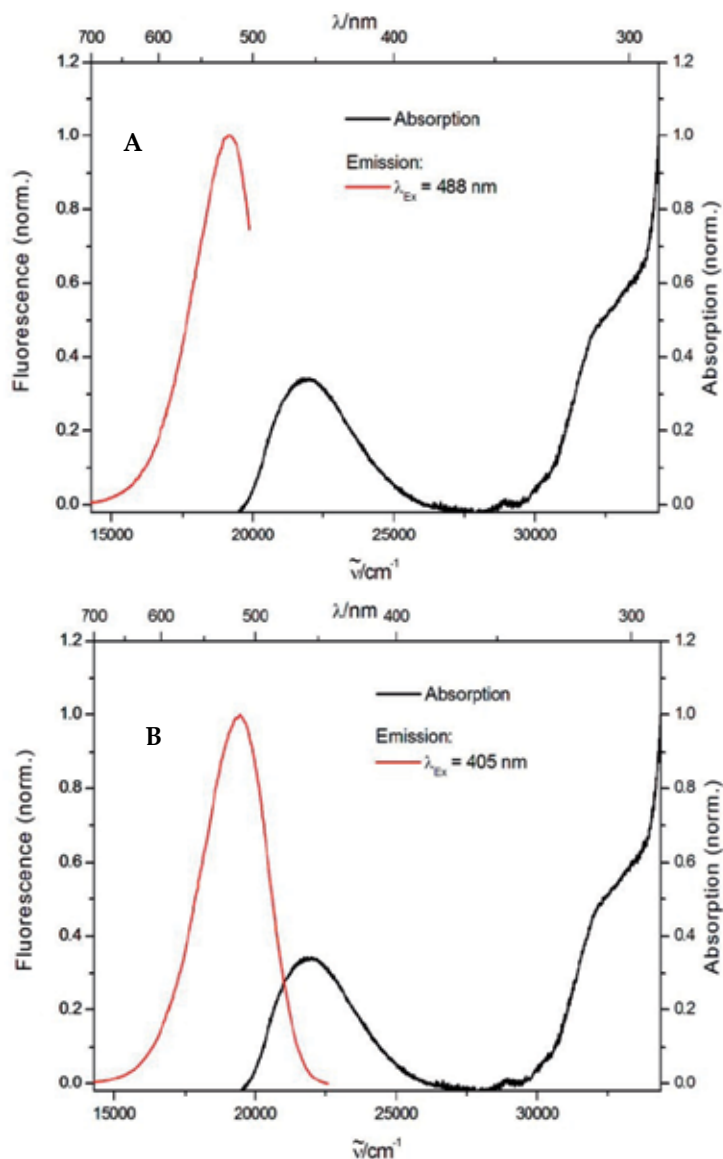 λ/nm
700 600 500 400 300
1.2 1.2
A
Absorption
1.0 1.0
Emission:
λEx = 488 nm
0.8 0.8
Fluorescence (norm.)
Absorption (norm.)
0.6 0.6
0.4 0.4
0.2 0.2
0.0 0.0
15000 20000 25000 30000
ṽ/cm⁻¹
λ/nm
700 600 500 400 300
1.2 1.2
B
Absorption
1.0 1.0
Emission:
λEx = 405 nm
0.8 0.8
Fluorescence (norm.)
Absorption (norm.)
0.6 0.6
0.4 0.4
0.2 0.2
0.0 0.0
15000 20000 25000 30000
ṽ/cm⁻¹